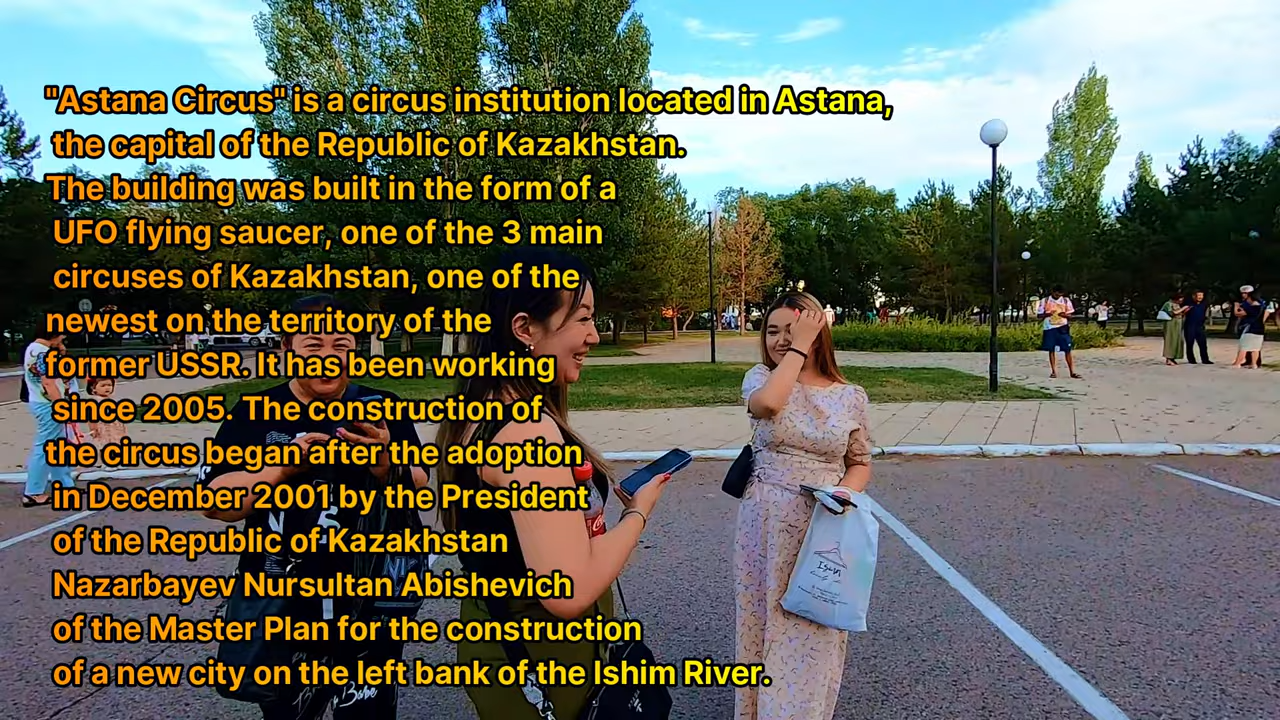 "Astana Circus" is a circus institution located in Astana,
the capital of the Republic of Kazakhstan.
The building was built in the form of a
UFO flying saucer, one of the 3 main
circuses of Kazakhstan, one of the
newest on the territory of the
former USSR. It has been working
since 2005. The construction of
the circus began after the adoption
in December 2001 by the President
of the Republic of Kazakhstan
Nazarbayev Nursultan Abishevich
of the Master Plan for the construction
of a new city on the left bank of the Ishim River.